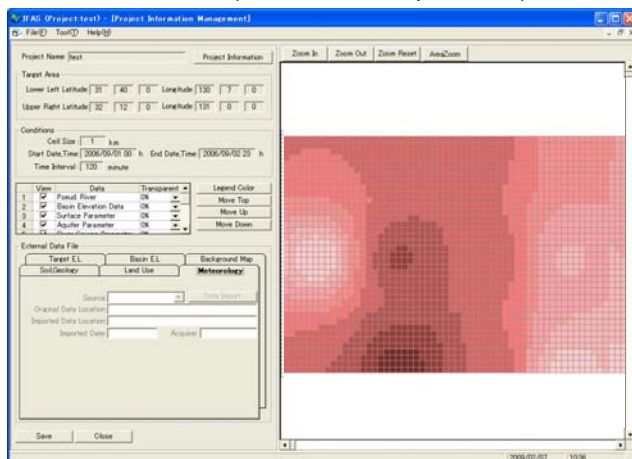 IFAS (Project:test) - [Project Information Management]
File(F) Tool(T) Help(H)
Project Name test Project Information
Zoom In Zoom Out Zoom Reset AreaZoom
Target Area
Lower Left Latitude 31 40 0 Longitude 130 7 0
Upper Right Latitude 32 12 0 Longitude 131 0 0
Conditions
Cell Size 1 km
Start Date,Time 2006/09/01 00 h End Date,Time 2006/09/02 23 h
Time Interval 120 minute
View Data Transparent
1 Pseud River 0%
2 Basin Elevation Data 0%
3 Surface Parameter 0%
4 Aquifer Parameter 0%
Legend Color
Move Top
Move Up
Move Down
External Data File
Target E.L. Basin E.L. Background Map
Soil,Geology Land Use Meteorology
Source Data Import
Original Data Location
Imported Data Location
Imported Date Acquirer
Save Close
2009/02/07 10:36